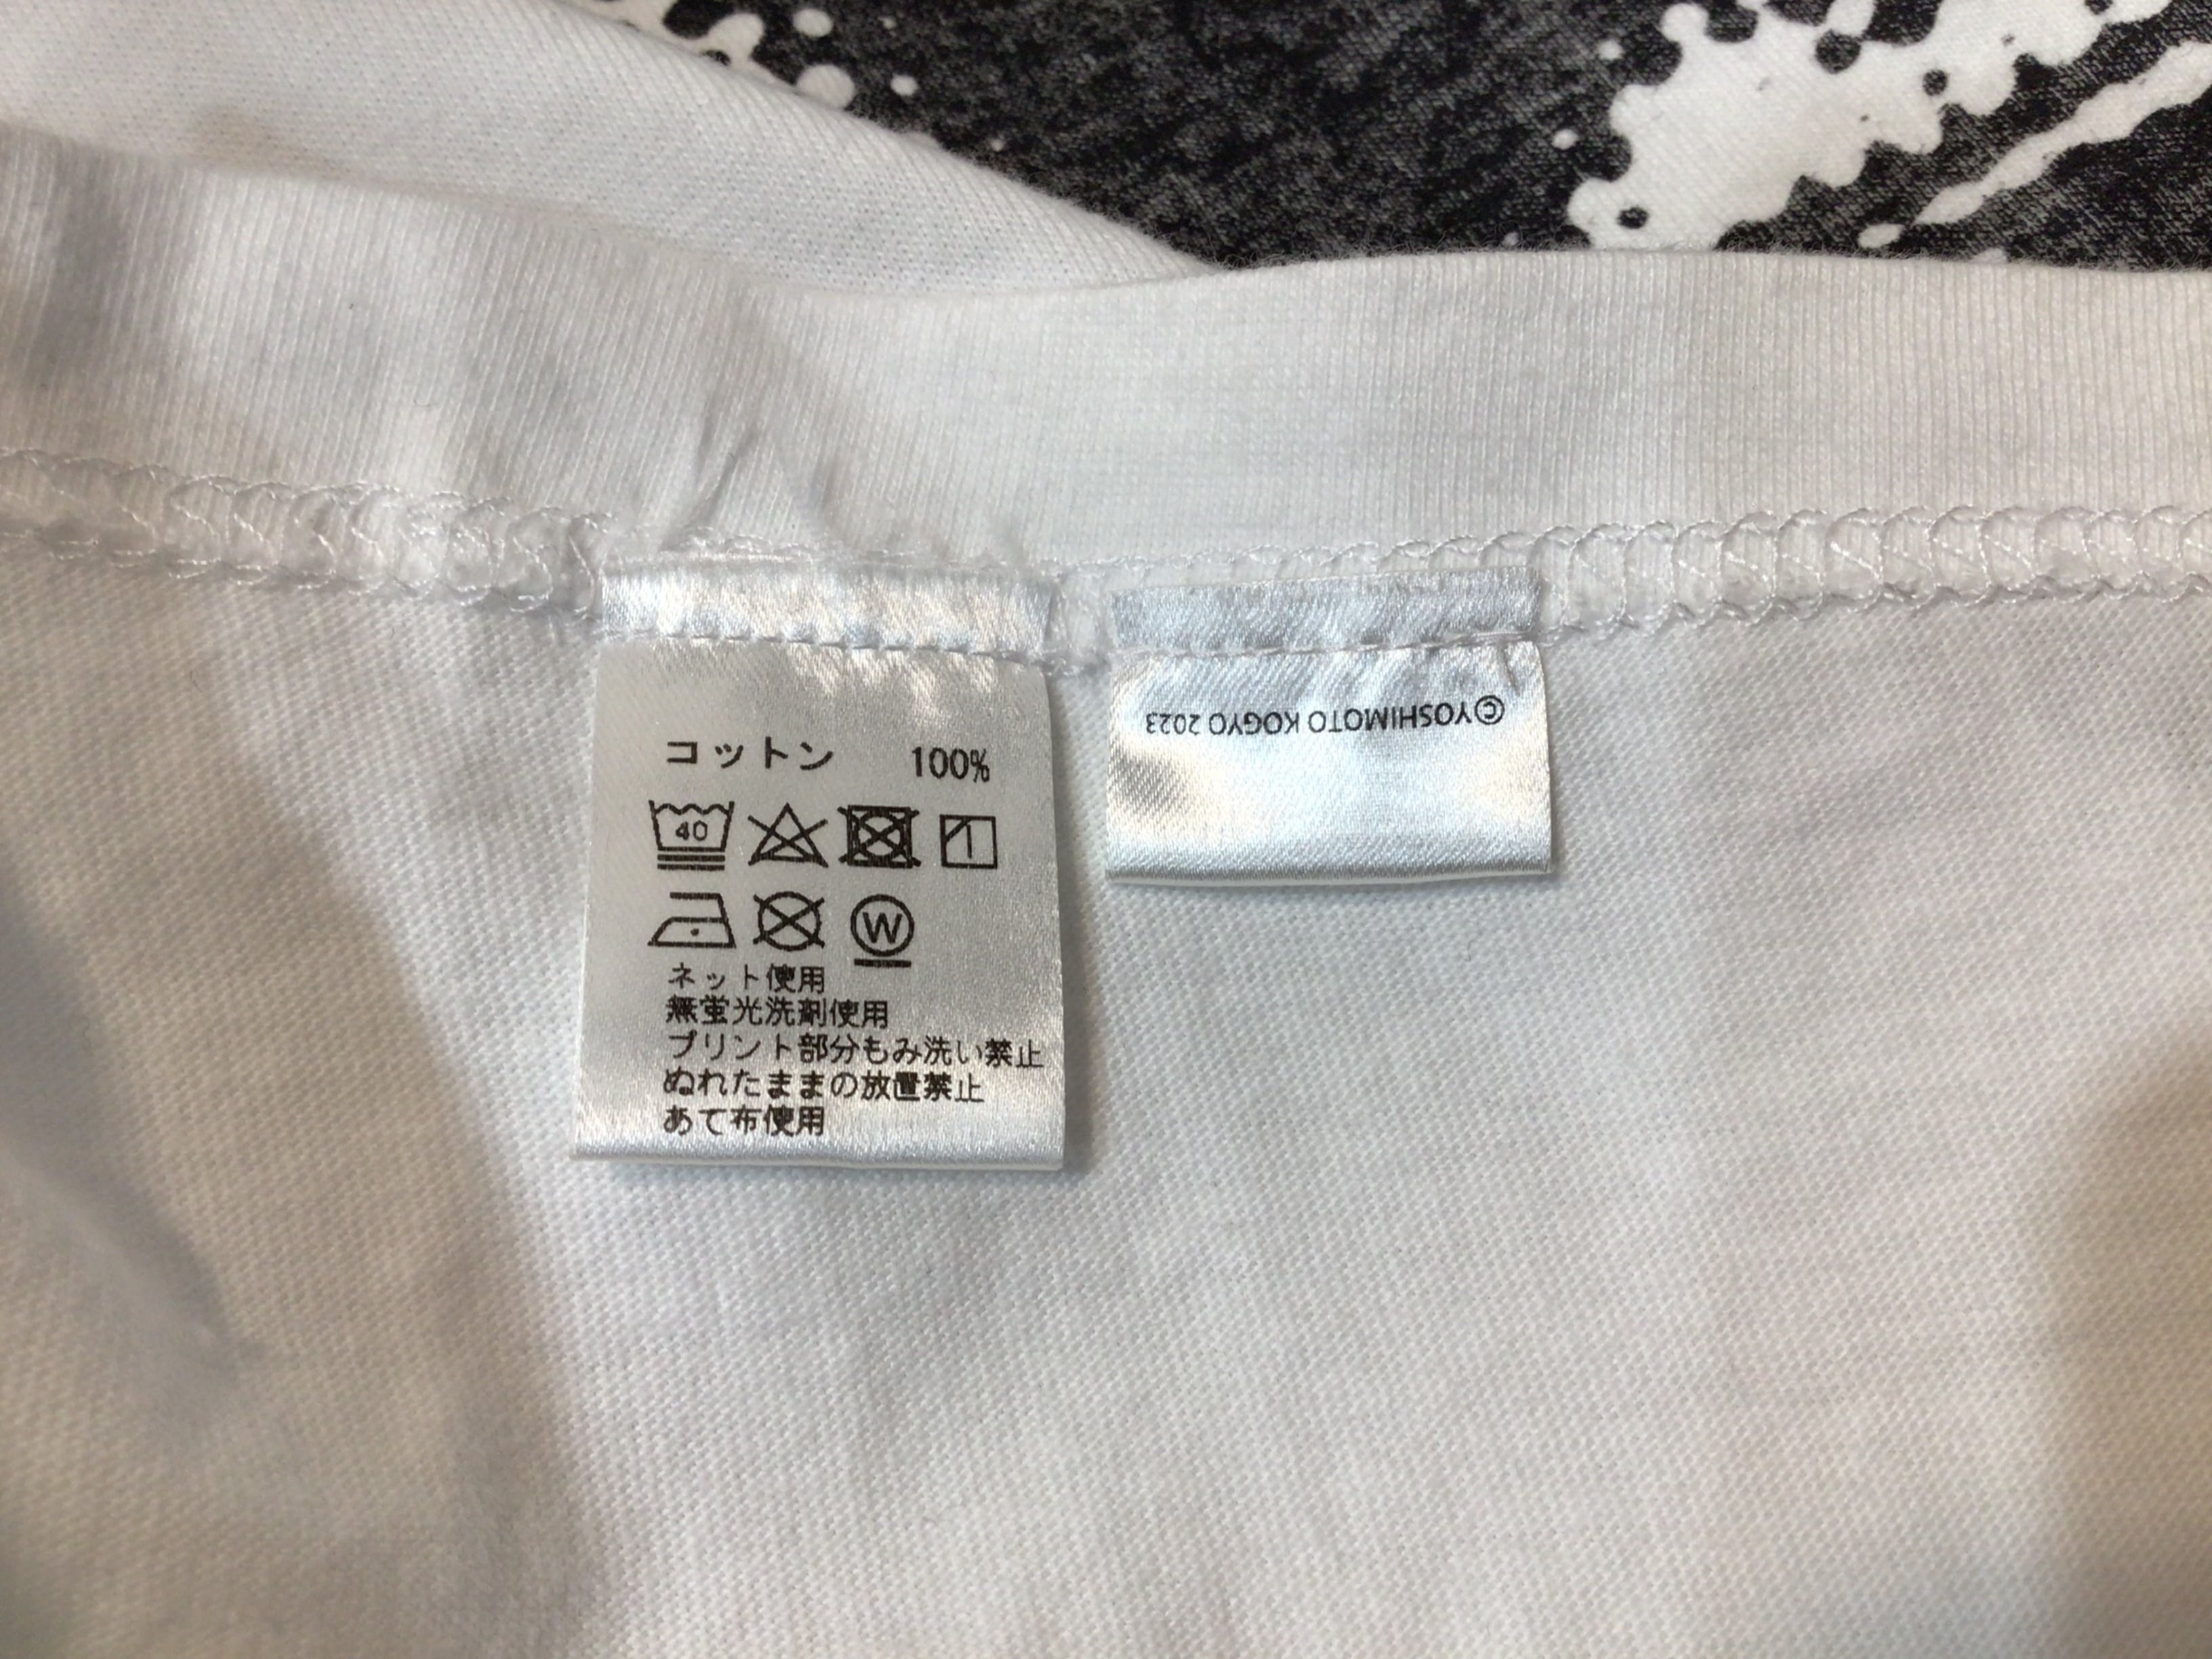 コットン 100%
40
W
ネット使用
無蛍光洗剤使用
プリント部分もみ洗い禁止
ぬれたままの放置禁止
あて布使用
©YOSHIMOTO KOGYO 2023